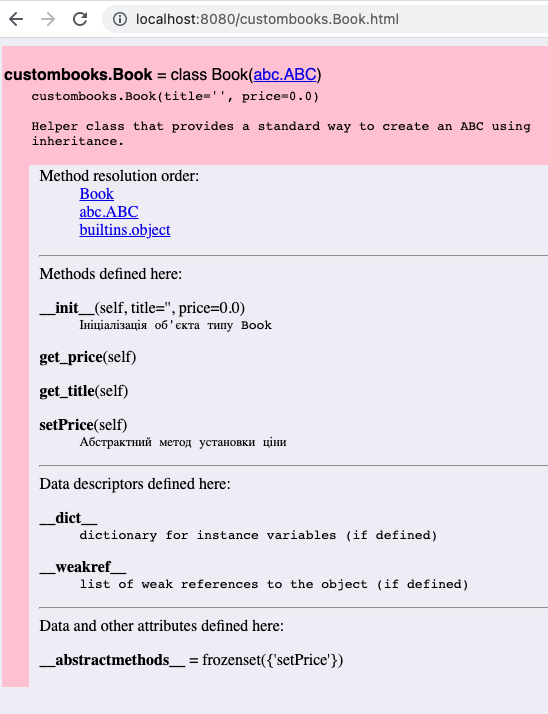 localhost:8080/custombooks.Book.html
custombooks.Book = class Book(abc.ABC)
custombooks.Book(title='', price=0.0)
Helper class that provides a standard way to create an ABC using
inheritance.
Method resolution order:
Book
abc.ABC
builtins.object
Methods defined here:
__init__(self, title='', price=0.0)
Ініціалізація об'єкта типу Book
get_price(self)
get_title(self)
setPrice(self)
Абстрактний метод установки ціни
Data descriptors defined here:
__dict__
dictionary for instance variables (if defined)
__weakref__
list of weak references to the object (if defined)
Data and other attributes defined here:
__abstractmethods__ = frozenset({'setPrice'})